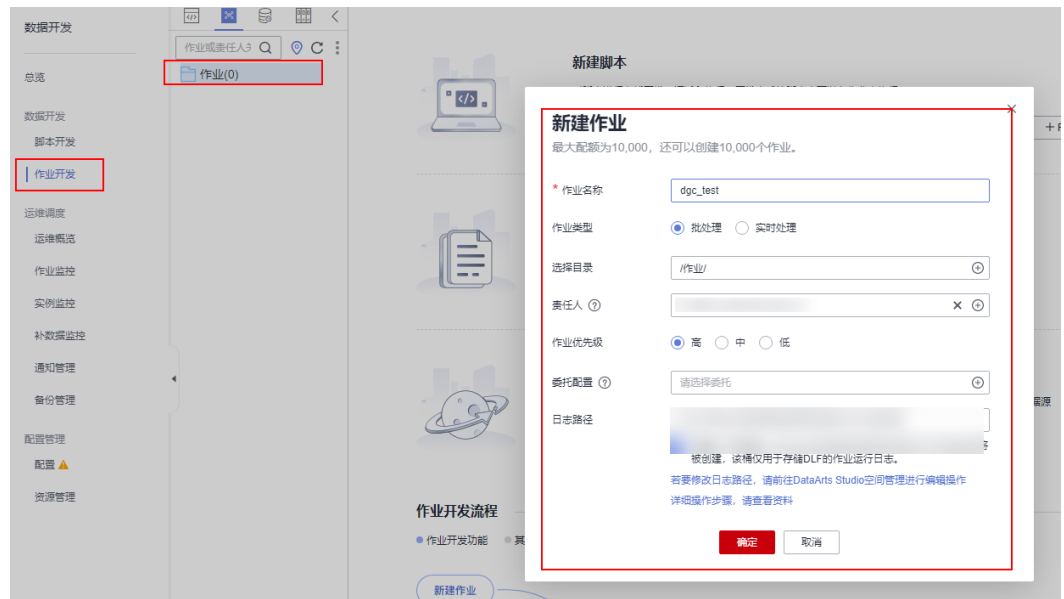 数据开发
总览
数据开发
脚本开发
作业开发
运维调度
运维概览
作业监控
实例监控
补数据监控
通知管理
备份管理
配置管理
配置
资源管理
作业或责任人
作业(0)
新建脚本
新建作业
最大配额为10,000，还可以创建10,000个作业。
* 作业名称 dgc_test
作业类型 批处理 实时处理
选择目录 /作业/
责任人
作业优先级 高 中 低
委托配置 请选择委托
日志路径
被创建，该桶仅用于存储DLF的作业运行日志。
若要修改日志路径，请前往DataArts Studio空间管理进行编辑操作
详细操作步骤，请查看资料
确定 取消
据源
作业开发流程
作业开发功能 其
新建作业